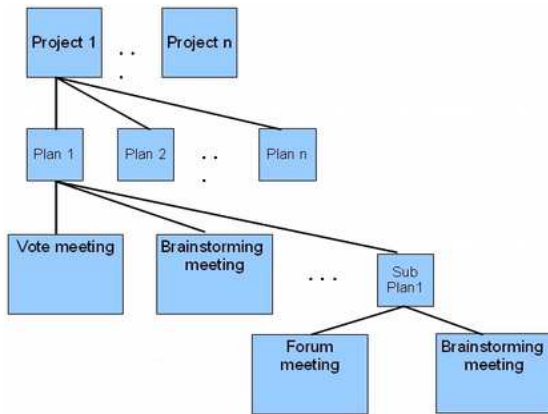 Project 1
. .
.
Project n
Plan 1
Plan 2
. .
.
Plan n
Vote meeting
Brainstorming
meeting
. . .
Sub
Plan1
Forum
meeting
Brainstorming
meeting